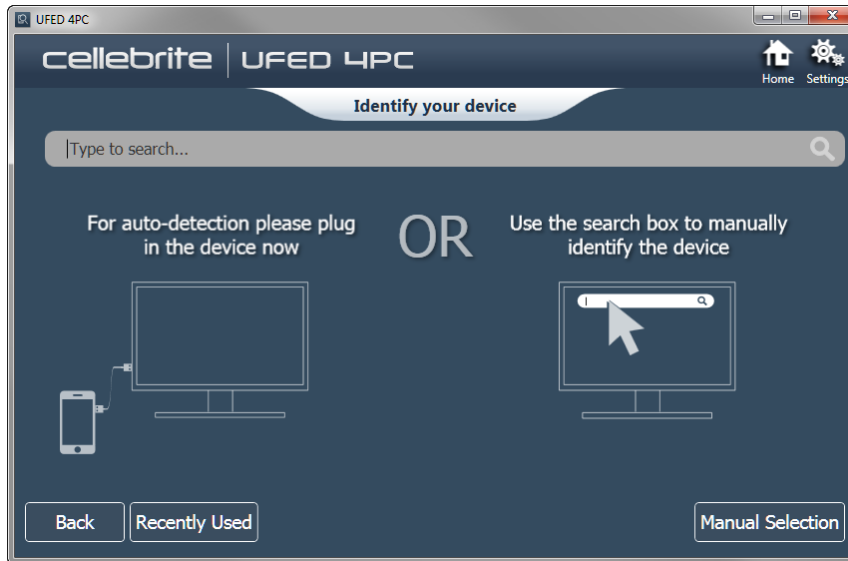 UFED 4PC
cellebrite UFED 4PC
Home Settings
Identify your device
Type to search...
For auto-detection please plug
in the device now
OR
Use the search box to manually
identify the device
Back
Recently Used
Manual Selection